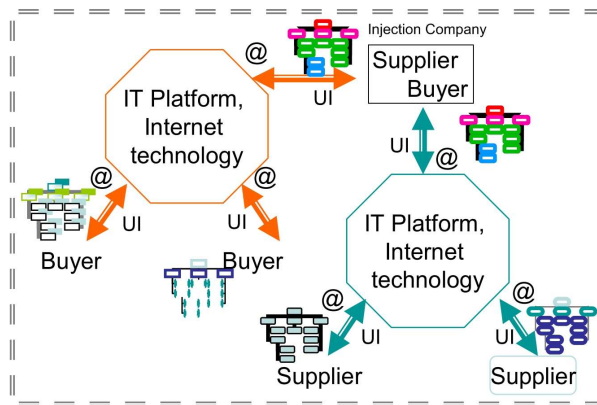 Injection Company
@
Supplier
Buyer
UI
IT Platform,
Internet
technology
UI
@
@
@
UI
UI
Buyer
Buyer
IT Platform,
Internet
technology
@
@
UI
UI
Supplier
Supplier